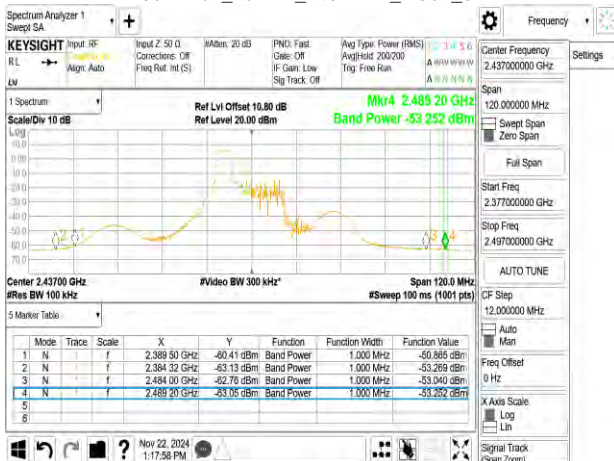 Spectrum Analyzer 1
Swept SA
+
Frequency
KEYSIGHT
Input: RF
Input Z: 50 Ω
#Atten: 20 dB
PNO: Fast
Avg Type: Power (RMS)
1 2 3 4 5 6
RL
Corrections: Off
Gate: Off
Avg|Hold: 200/200
Align: Auto
Freq Ref: Int (S)
IF Gain: Low
Trig: Free Run
Sig Track: Off
A N N N N N
Center Frequency
2.437000000 GHz
Settings
Span
120.000000 MHz
Swept Span
Zero Span
Full Span
Start Freq
2.377000000 GHz
Stop Freq
2.497000000 GHz
AUTO TUNE
CF Step
12.000000 MHz
Auto
Man
Freq Offset
0 Hz
X Axis Scale
Log
Lin
Signal Track
(Span Zoom)
1 Spectrum
Scale/Div 10 dB
Ref Lvl Offset 10.80 dB
Ref Level 20.00 dBm
Mkr4 2.489 20 GHz
Band Power -53.252 dBm
Log
2
1
3
4
Center 2.43700 GHz
#Video BW 300 kHz*
Span 120.0 MHz
#Res BW 100 kHz
#Sweep 100 ms (1001 pts)
5 Marker Table
Mode Trace Scale X Y Function Function Width Function Value
1 N 1 f 2.389 50 GHz -60.41 dBm Band Power 1.000 MHz -50.865 dBm
2 N 1 f 2.384 32 GHz -63.13 dBm Band Power 1.000 MHz -53.269 dBm
3 N 1 f 2.484 00 GHz -62.76 dBm Band Power 1.000 MHz -53.040 dBm
4 N 1 f 2.489 20 GHz -63.05 dBm Band Power 1.000 MHz -53.252 dBm
5
6
?
Nov 22, 2024
1:17:58 PM